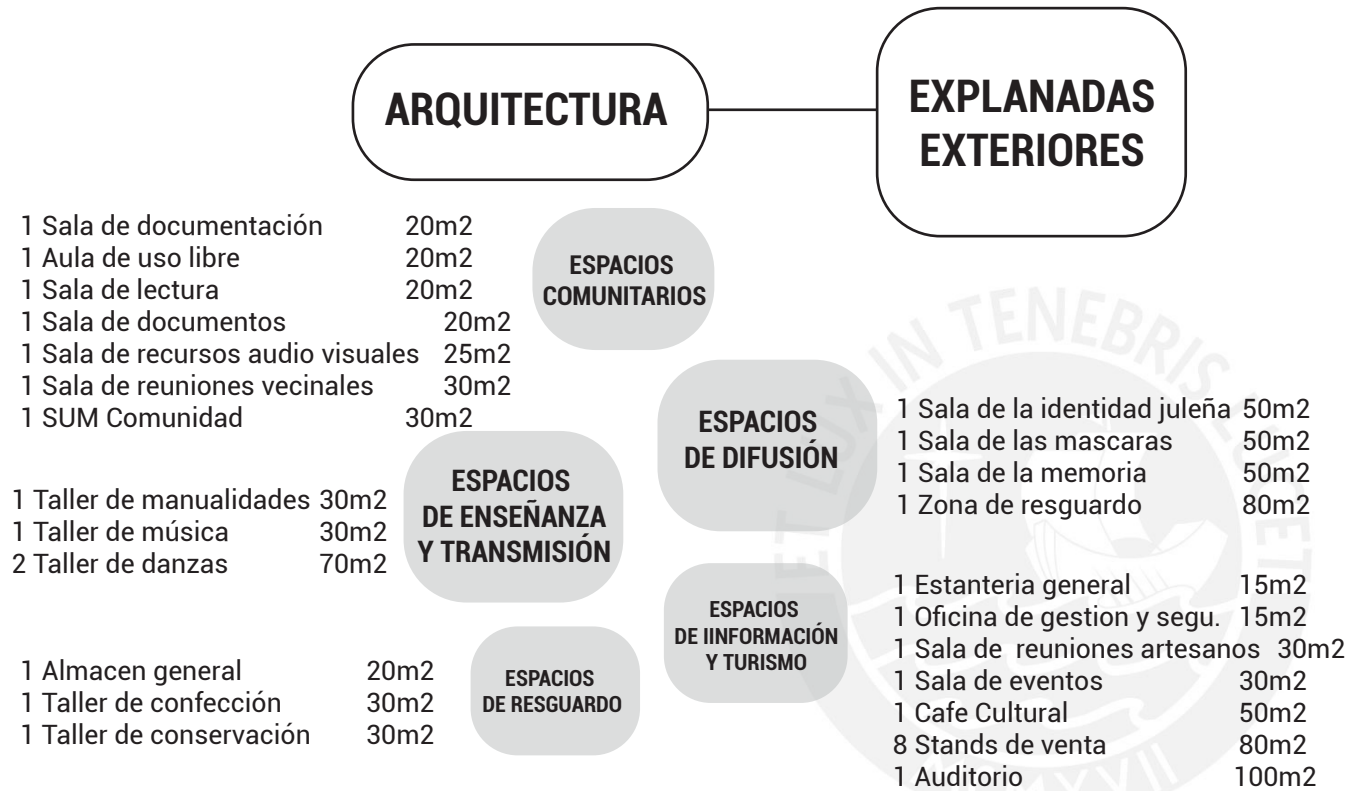 ARQUITECTURA
EXPLANADAS
EXTERIORES
1 Sala de documentación 20m2
1 Aula de uso libre 20m2
1 Sala de lectura 20m2
1 Sala de documentos 20m2
1 Sala de recursos audio visuales 25m2
1 Sala de reuniones vecinales 30m2
1 SUM Comunidad 30m2
ESPACIOS
COMUNITARIOS
ESPACIOS
DE DIFUSIÓN
1 Sala de la identidad juleña 50m2
1 Sala de las mascaras 50m2
1 Sala de la memoria 50m2
1 Zona de resguardo 80m2
1 Taller de manualidades 30m2
1 Taller de música 30m2
2 Taller de danzas 70m2
ESPACIOS
DE ENSEÑANZA
Y TRANSMISIÓN
ESPACIOS
DE IINFORMACIÓN
Y TURISMO
1 Estanteria general 15m2
1 Oficina de gestion y segu. 15m2
1 Sala de reuniones artesanos 30m2
1 Sala de eventos 30m2
1 Cafe Cultural 50m2
8 Stands de venta 80m2
1 Auditorio 100m2
1 Almacen general 20m2
1 Taller de confección 30m2
1 Taller de conservación 30m2
ESPACIOS
DE RESGUARDO
ET LUX IN TENEBRIS